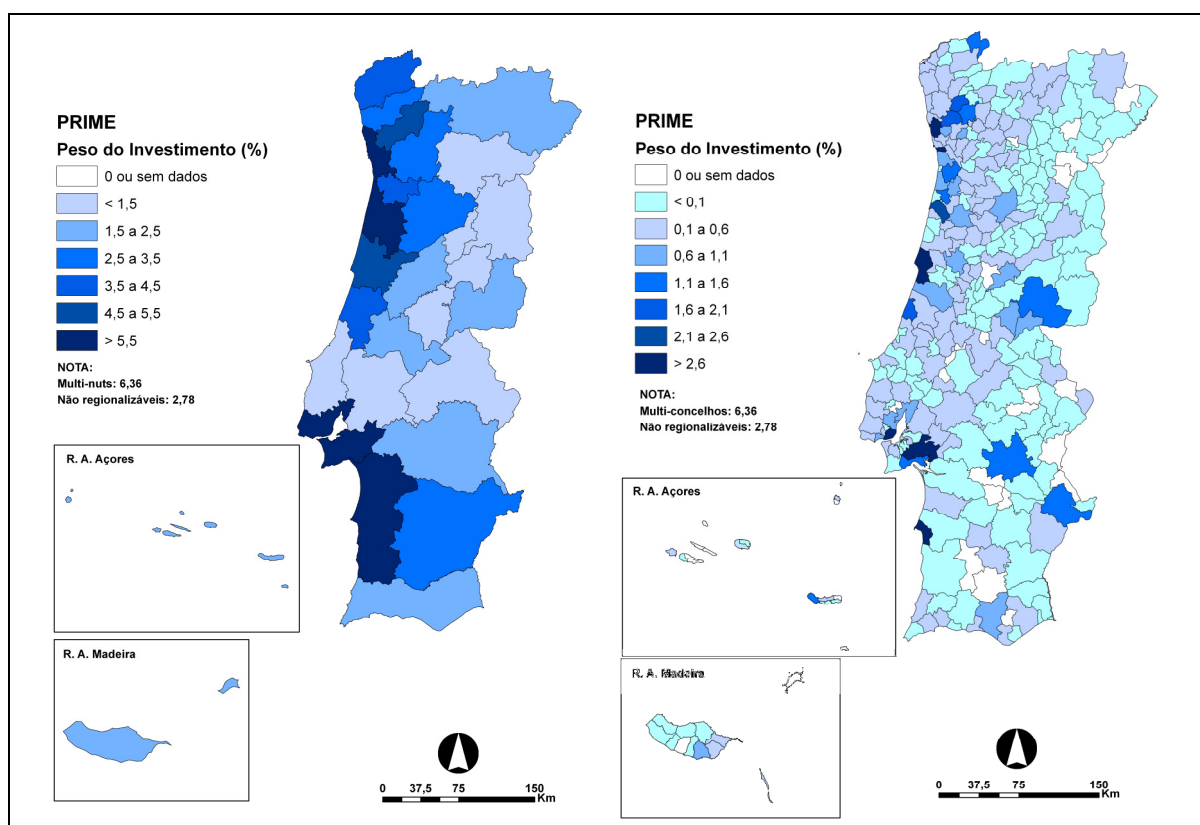 PRIME
Peso do Investimento (%)
0 ou sem dados
< 1,5
1,5 a 2,5
2,5 a 3,5
3,5 a 4,5
4,5 a 5,5
> 5,5
NOTA:
Multi-nuts: 6,36
Não regionalizáveis: 2,78
R. A. Açores
R. A. Madeira
0 37,5 75 150
Km
PRIME
Peso do Investimento (%)
0 ou sem dados
< 0,1
0,1 a 0,6
0,6 a 1,1
1,1 a 1,6
1,6 a 2,1
2,1 a 2,6
> 2,6
NOTA:
Multi-concelhos: 6,36
Não regionalizáveis: 2,78
R. A. Açores
R. A. Madeira
0 37,5 75 150
Km